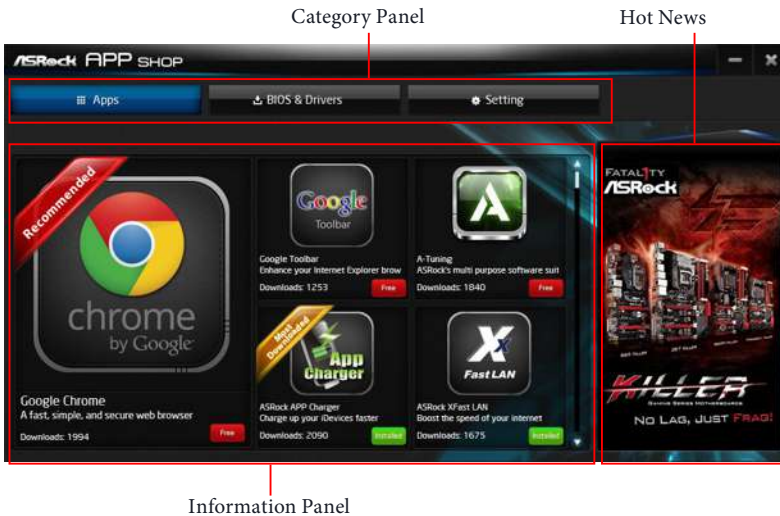 Category Panel
Hot News
ASRock APP SHOP
Apps
BIOS & Drivers
Setting
Recommended
chrome
by Google
Google Chrome
A fast, simple, and secure web browser
Downloads: 1994
Free
Google
Toolbar
Google Toolbar
Enhance your Internet Explorer brow
Downloads: 1253
Free
A
A-Tuning
ASRock's multi purpose software suit
Downloads: 1840
Free
Most
Downloaded
App
Charger
ASRock APP Charger
Charge up your iDevices faster
Downloads: 2090
Installed
X
Fast LAN
ASRock XFast LAN
Boost the speed of your internet
Downloads: 1675
Installed
FATAL1TY
ASRock
KILLER
GAMING SERIES MOTHERBOARDS
NO LAG, JUST FRAG!
Information Panel